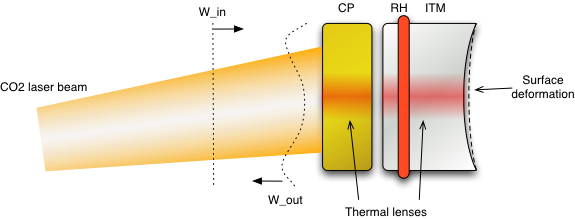 W_in
CP
RH
ITM
CO2 laser beam
Surface
deformation
W_out
Thermal lenses